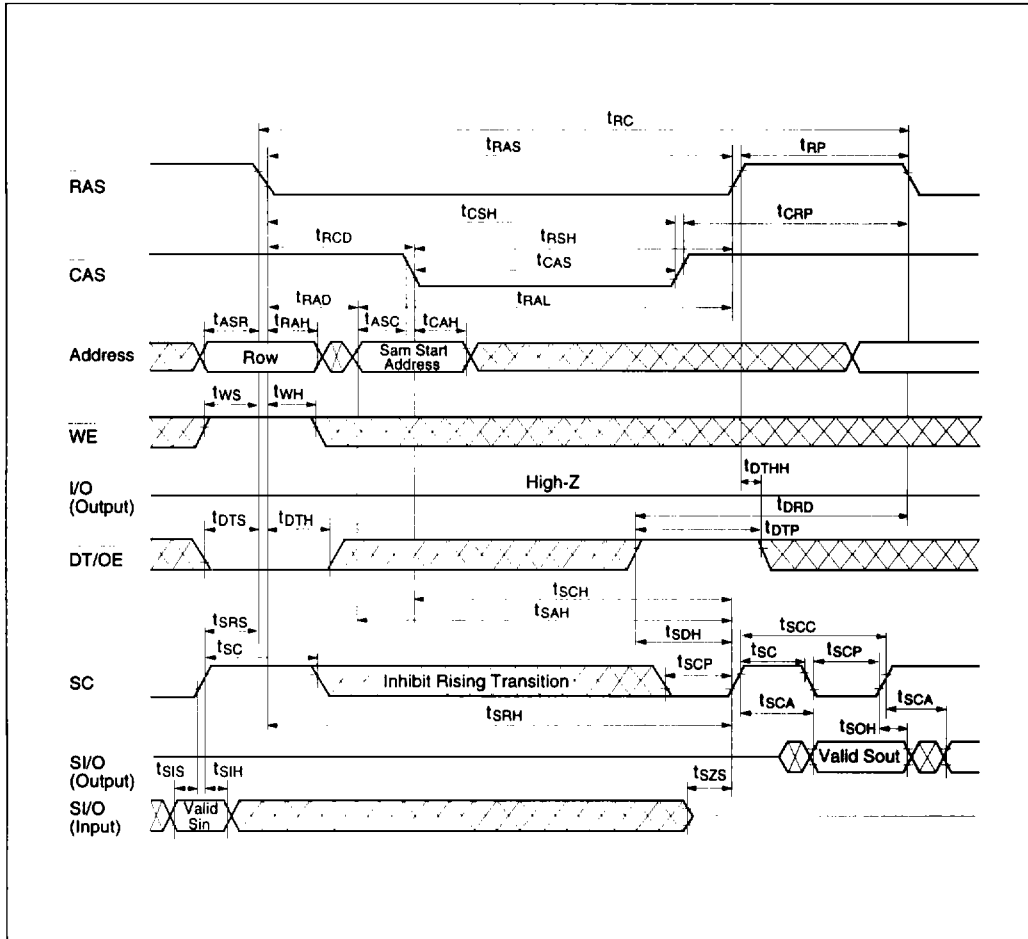 tRC
tRAS
tRP
RAS
tCSH
tCRP
tRCD
tRSH
CAS
tCAS
tRAD
tRAL
tASR
tRAH
tASC
tCAH
Address
Row
Sam Start
Address
tWS
tWH
WE
tDTHH
I/O
(Output)
High-Z
tDRD
tDTS
tDTH
tDTP
DT/OE
tSCH
tSAH
tSRS
tSDH
tSCC
tSC
tSCP
tSC
tSCP
SC
Inhibit Rising Transition
tSRH
tSCA
tSCA
tSOH
SI/O
(Output)
Valid Sout
tSIS
tSIH
tSZS
SI/O
(Input)
Valid
Sin